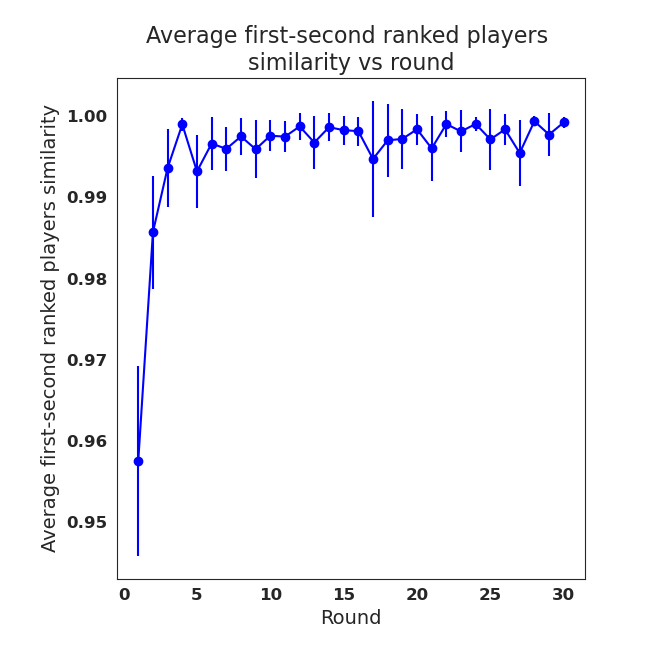 Average first-second ranked players
similarity vs round
Average first-second ranked players similarity
1.00
0.99
0.98
0.97
0.96
0.95
0 5 10 15 20 25 30
Round